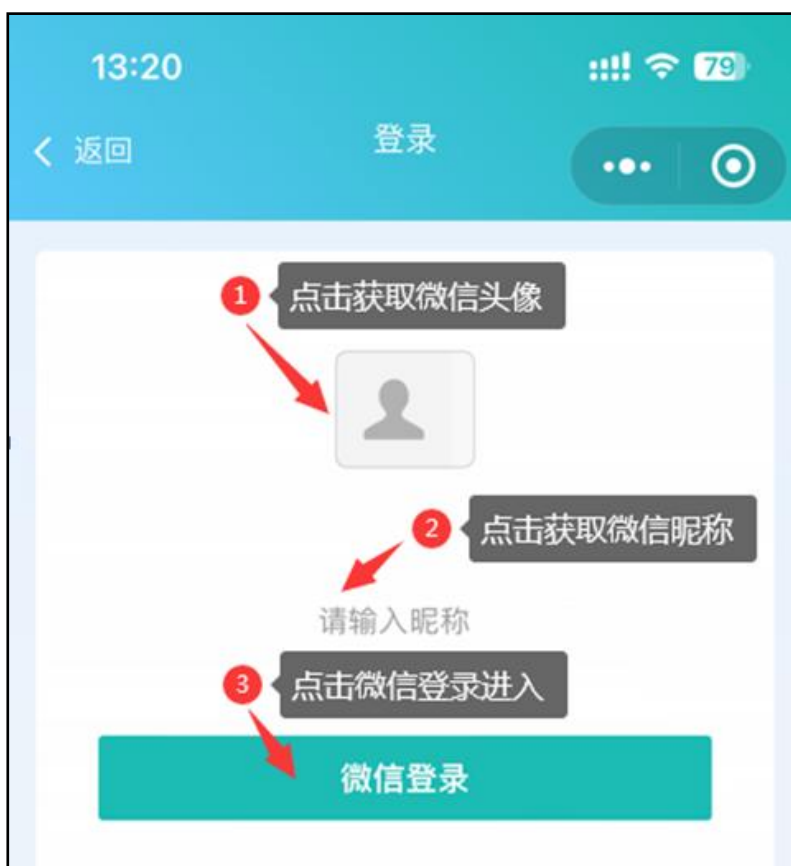 13:20
79
返回
登录
1
点击获取微信头像
2
点击获取微信昵称
请输入昵称
3
点击微信登录进入
微信登录